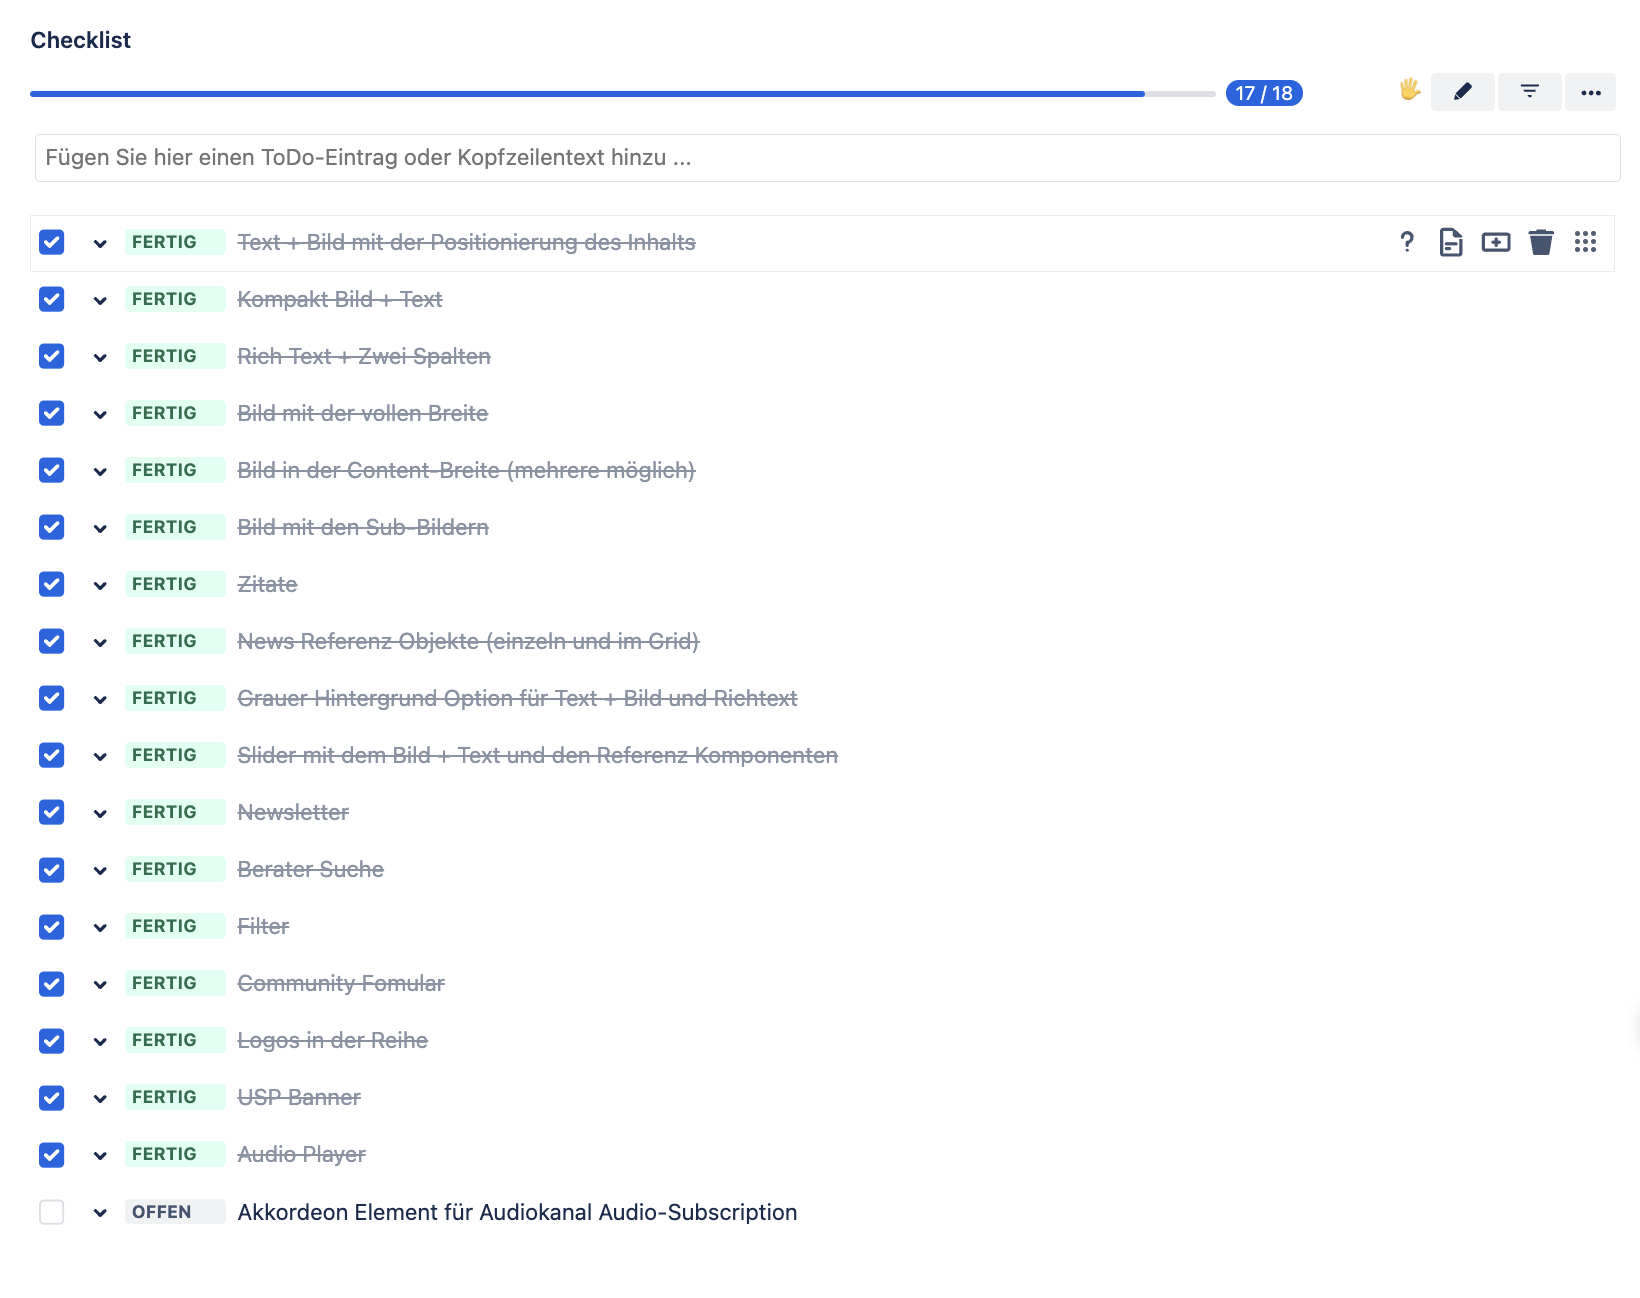 Checklist
17 / 18
Fügen Sie hier einen ToDo-Eintrag oder Kopfzeilentext hinzu ...
FERTIG Text + Bild mit der Positionierung des Inhalts
FERTIG Kompakt Bild + Text
FERTIG Rich Text + Zwei Spalten
FERTIG Bild mit der vollen Breite
FERTIG Bild in der Content-Breite (mehrere möglich)
FERTIG Bild mit den Sub-Bildern
FERTIG Zitate
FERTIG News Referenz Objekte (einzeln und im Grid)
FERTIG Grauer Hintergrund Option für Text + Bild und Richtext
FERTIG Slider mit dem Bild + Text und den Referenz Komponenten
FERTIG Newsletter
FERTIG Berater Suche
FERTIG Filter
FERTIG Community Fomular
FERTIG Logos in der Reihe
FERTIG USP Banner
FERTIG Audio Player
OFFEN Akkordeon Element für Audiokanal Audio-Subscription